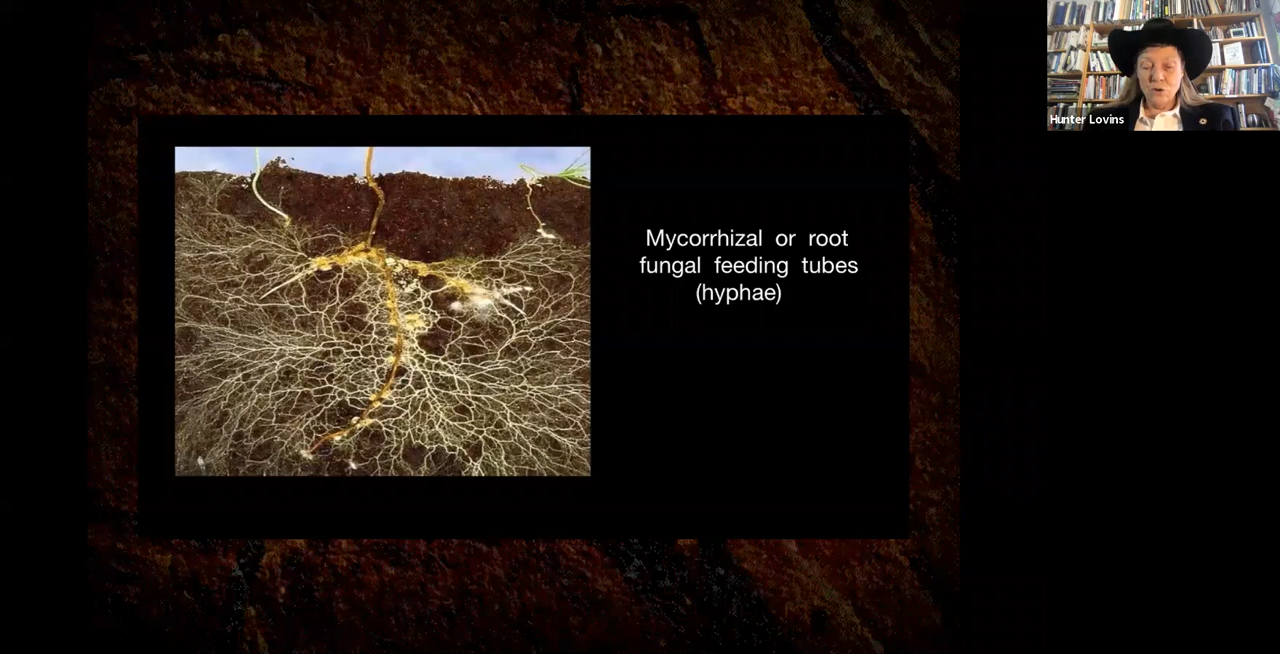 Hunter Lovins
Mycorrhizal or root
fungal feeding tubes
(hyphae)